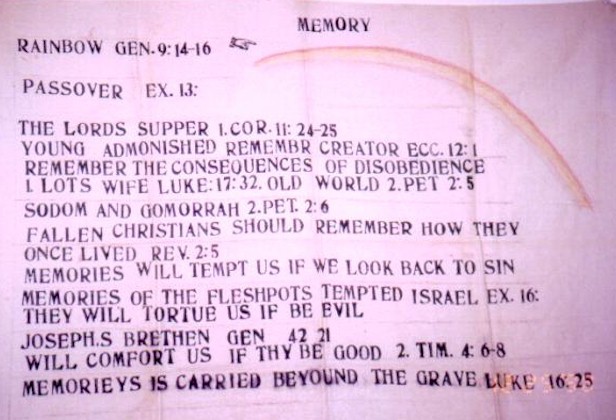 MEMORY
RAINBOW GEN. 9: 14-16
PASSOVER EX. 13:
THE LORDS SUPPER 1. COR. 11: 24-25
YOUNG ADMONISHED REMEMBR CREATOR ECC. 12: 1
REMEMBER THE CONSEQUENCES OF DISOBEDIENCE
1. LOTS WIFE LUKE: 17: 32. OLD WORLD 2. PET 2: 5
SODOM AND GOMORRAH 2. PET. 2: 6
FALLEN CHRISTIANS SHOULD REMEMBER HOW THEY
ONCE LIVED REV. 2: 5
MEMORIES WILL TEMPT US IF WE LOOK BACK TO SIN
MEMORIES OF THE FLESHPOTS TEMPTED ISRAEL EX. 16:
THEY WILL TORTUE US IF BE EVIL
JOSEPH.S BRETHEN GEN 42 21
WILL COMFORT US IF THY BE GOOD 2. TIM. 4: 6-8
MEMORIEYS IS CARRIED BEYOUND THE GRAVE LUKE 16: 25